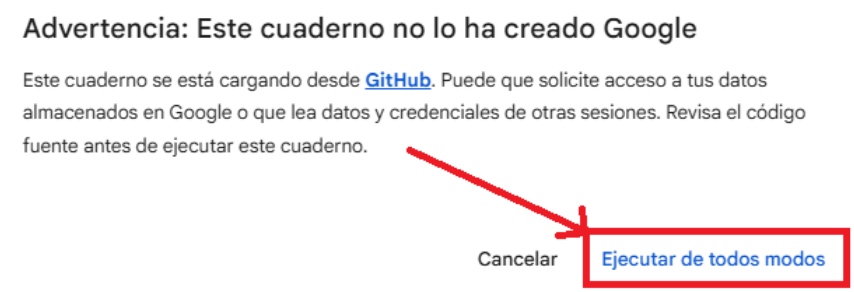 Advertencia: Este cuaderno no lo ha creado Google
Este cuaderno se está cargando desde GitHub. Puede que solicite acceso a tus datos
almacenados en Google o que lea datos y credenciales de otras sesiones. Revisa el código
fuente antes de ejecutar este cuaderno.
Cancelar Ejecutar de todos modos